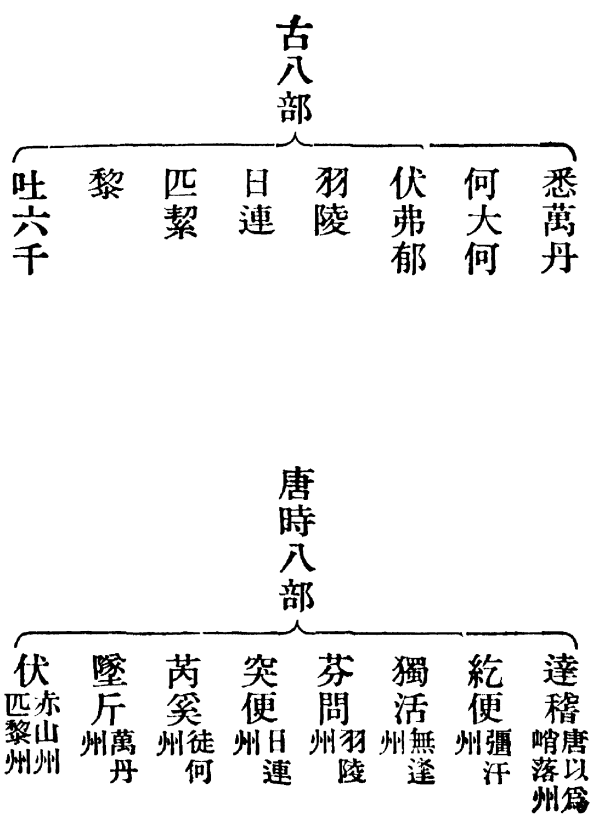 古八部
悉萬丹
何大何
伏弗郁
羽陵
日連
匹絜
黎
吐六千
唐時八部
達稽唐以爲峭落州
紇便彊汗州
獨活無逢州
芬問羽陵州
突便日連州
芮奚徒何州
墜斤萬丹州
伏赤山州匹黎州